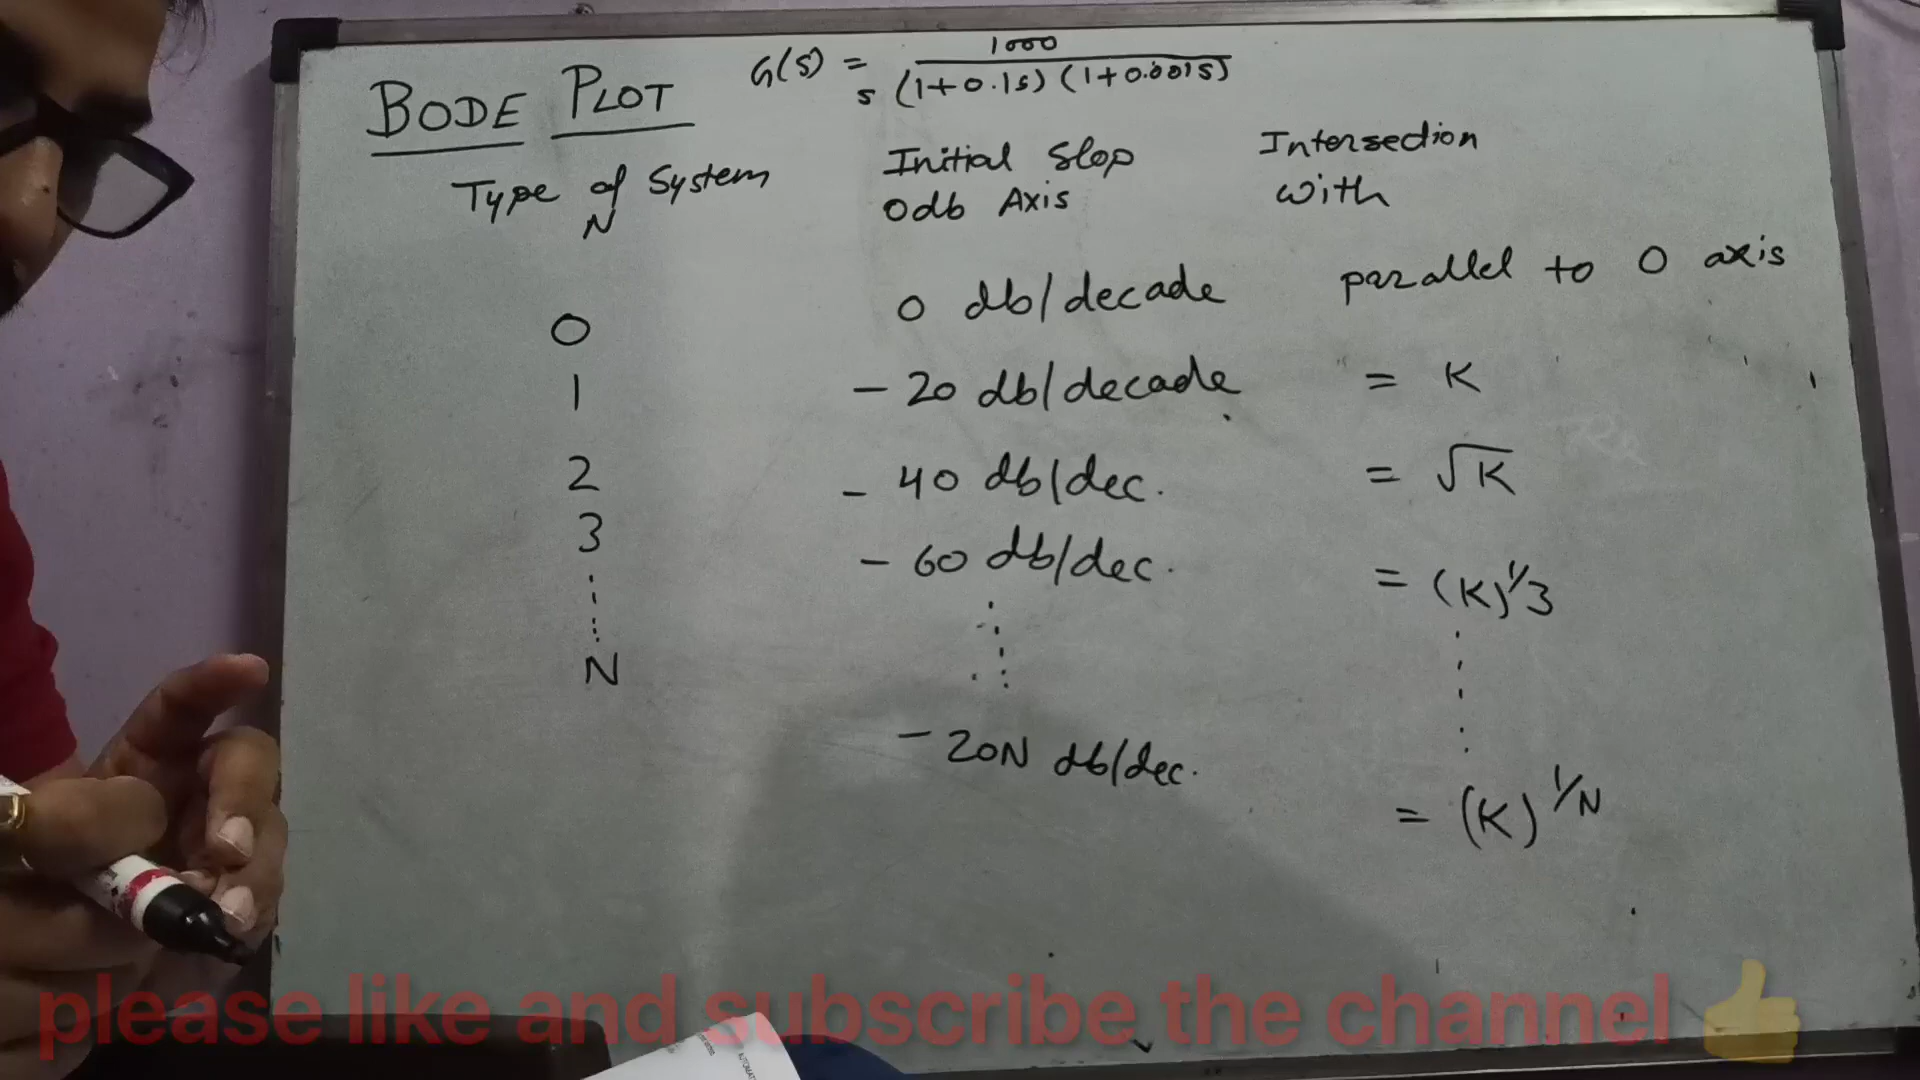 BODE PLOT
G(s) = 1000
s (1+0.1s) (1+0.001s)
Type of System
N
Initial Slop
0db Axis
Intersection
with
0
0 db/decade
parallel to 0 axis
1
- 20 db/decade
= K
2
- 40 db/dec.
= √K
3
- 60 db/dec.
= (K)^1/3
N
- 20N db/dec.
= (K)^1/N
please like and subscribe the channel 👍